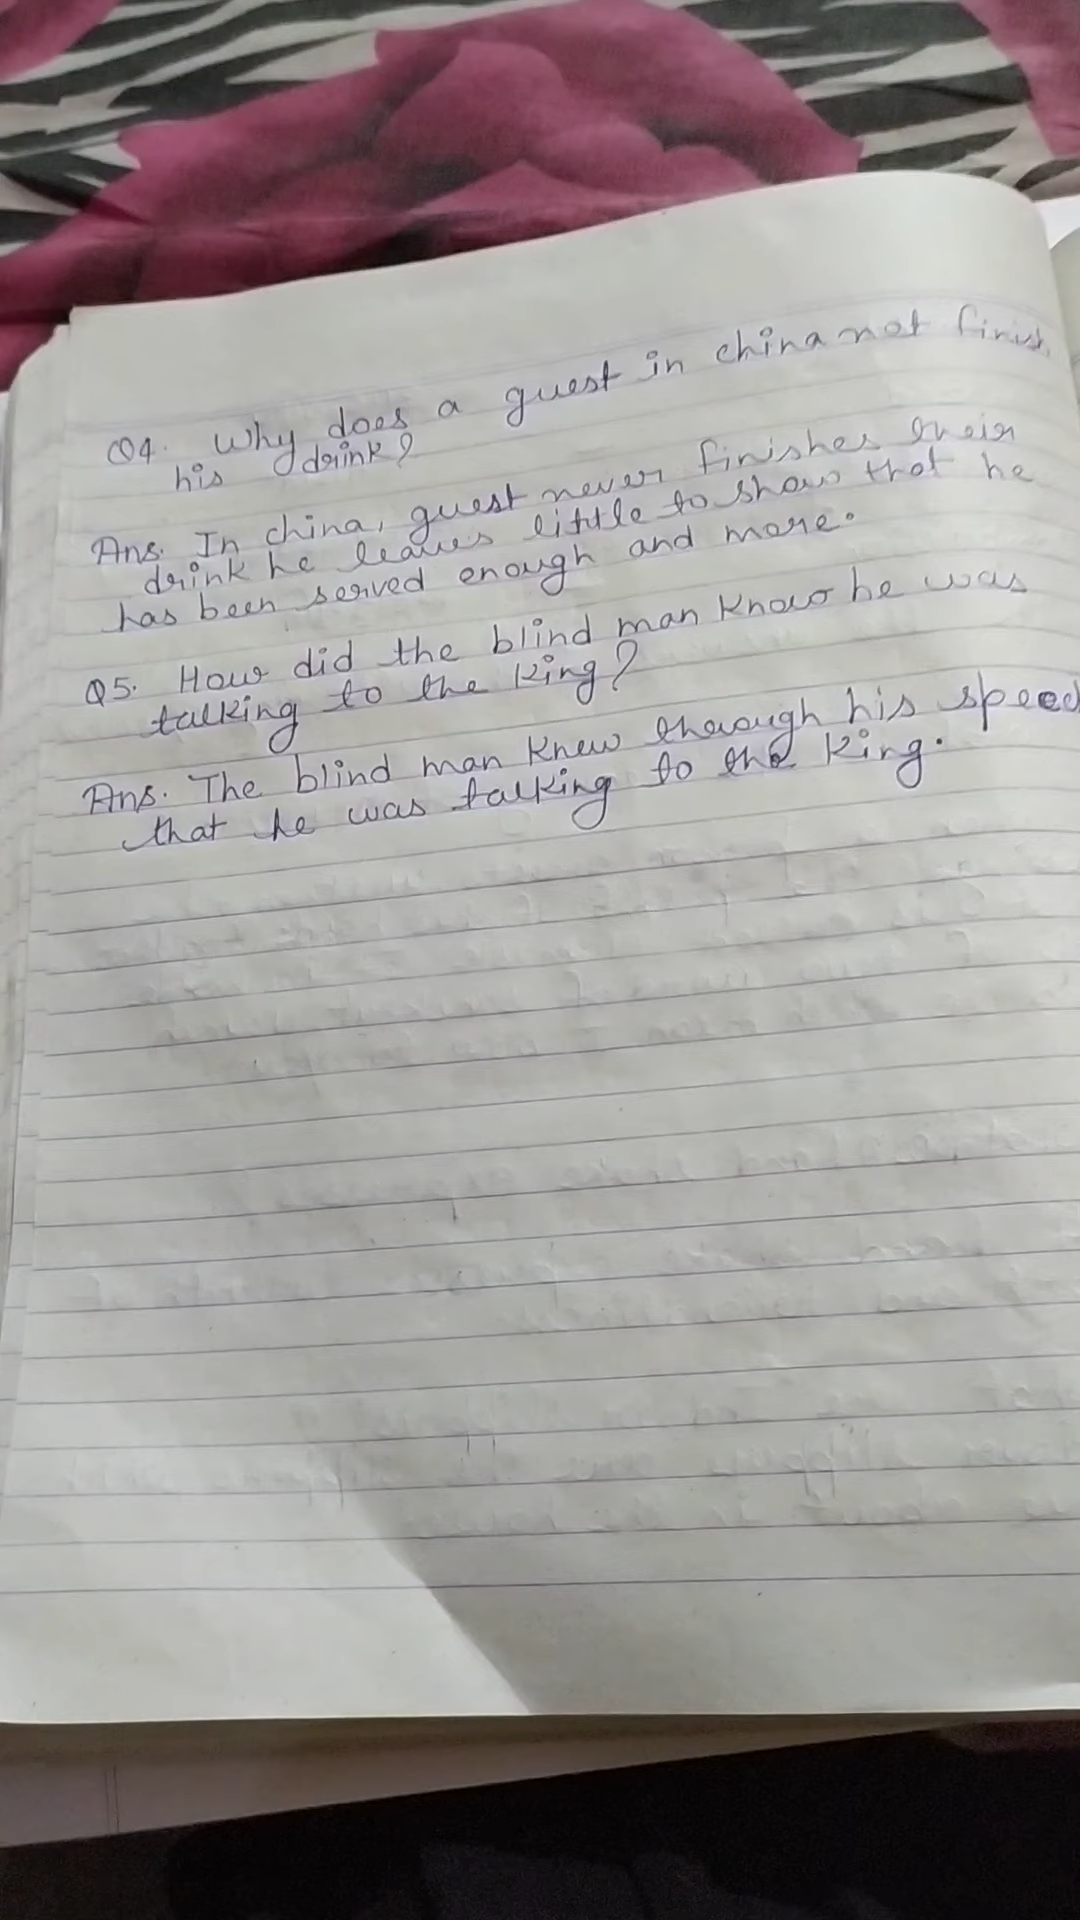 Q4. Why does a guest in china not finish
his drink?
Ans. In china, guest never finishes their
drink he leaves little to show that he
has been served enough and more.
Q5. How did the blind man know he was
talking to the king?
Ans. The blind man knew through his speec
that he was talking to the king.